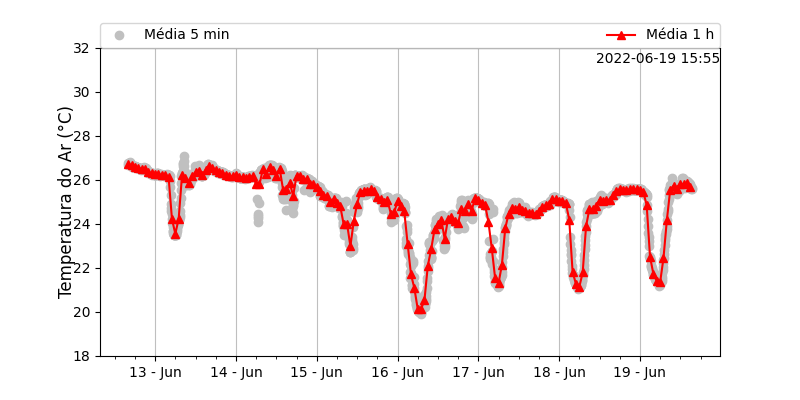 Média 5 min
Média 1 h
2022-06-19 15:55
Temperatura do Ar (°C)
32
30
28
26
24
22
20
18
13 - Jun
14 - Jun
15 - Jun
16 - Jun
17 - Jun
18 - Jun
19 - Jun